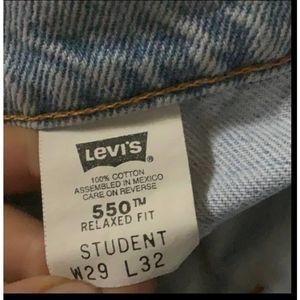 Levi's ®
100% COTTON
ASSEMBLED IN MEXICO
CARE ON REVERSE
550™
RELAXED FIT
STUDENT
W29 L32